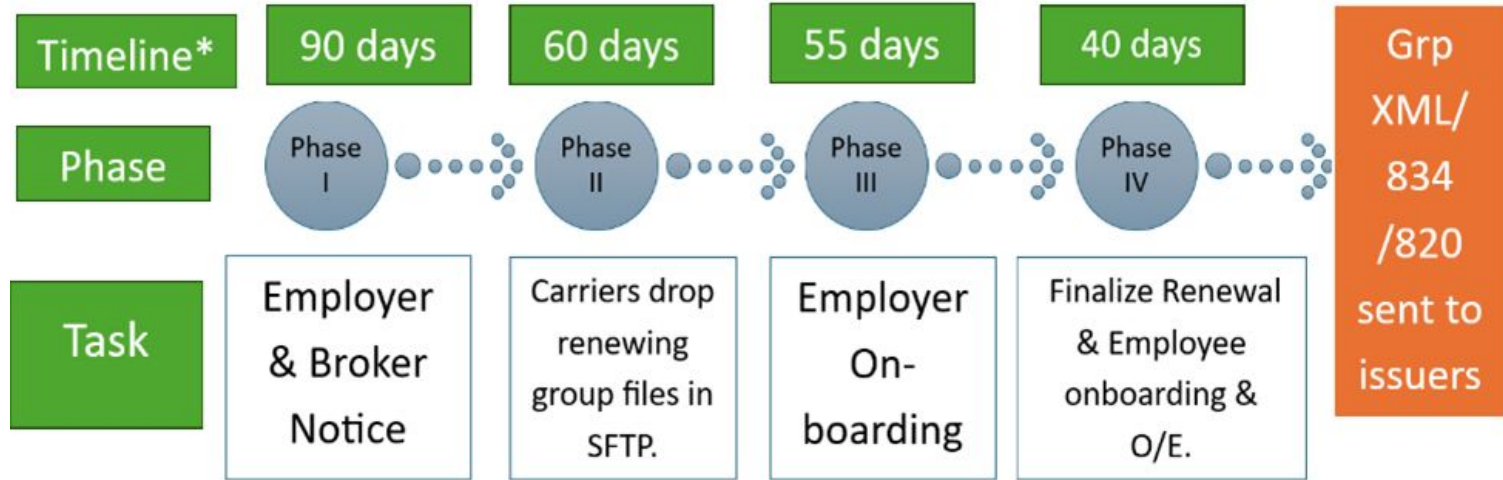 Timeline*
90 days
60 days
55 days
40 days
Phase
Phase
I
Phase
II
Phase
III
Phase
IV
Task
Employer
& Broker
Notice
Carriers drop
renewing
group files in
SFTP.
Employer
On-
boarding
Finalize Renewal
& Employee
onboarding &
O/E.
Grp
XML/
834
/820
sent to
issuers